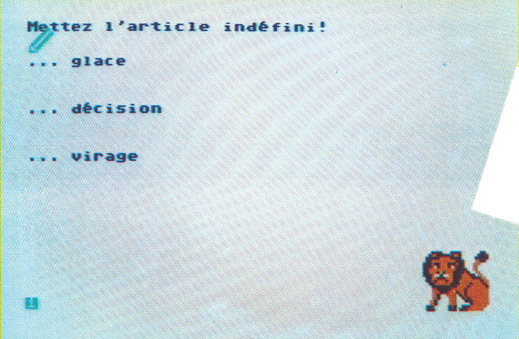 Mettez l'article indéfini!
... glace
... décision
... virage